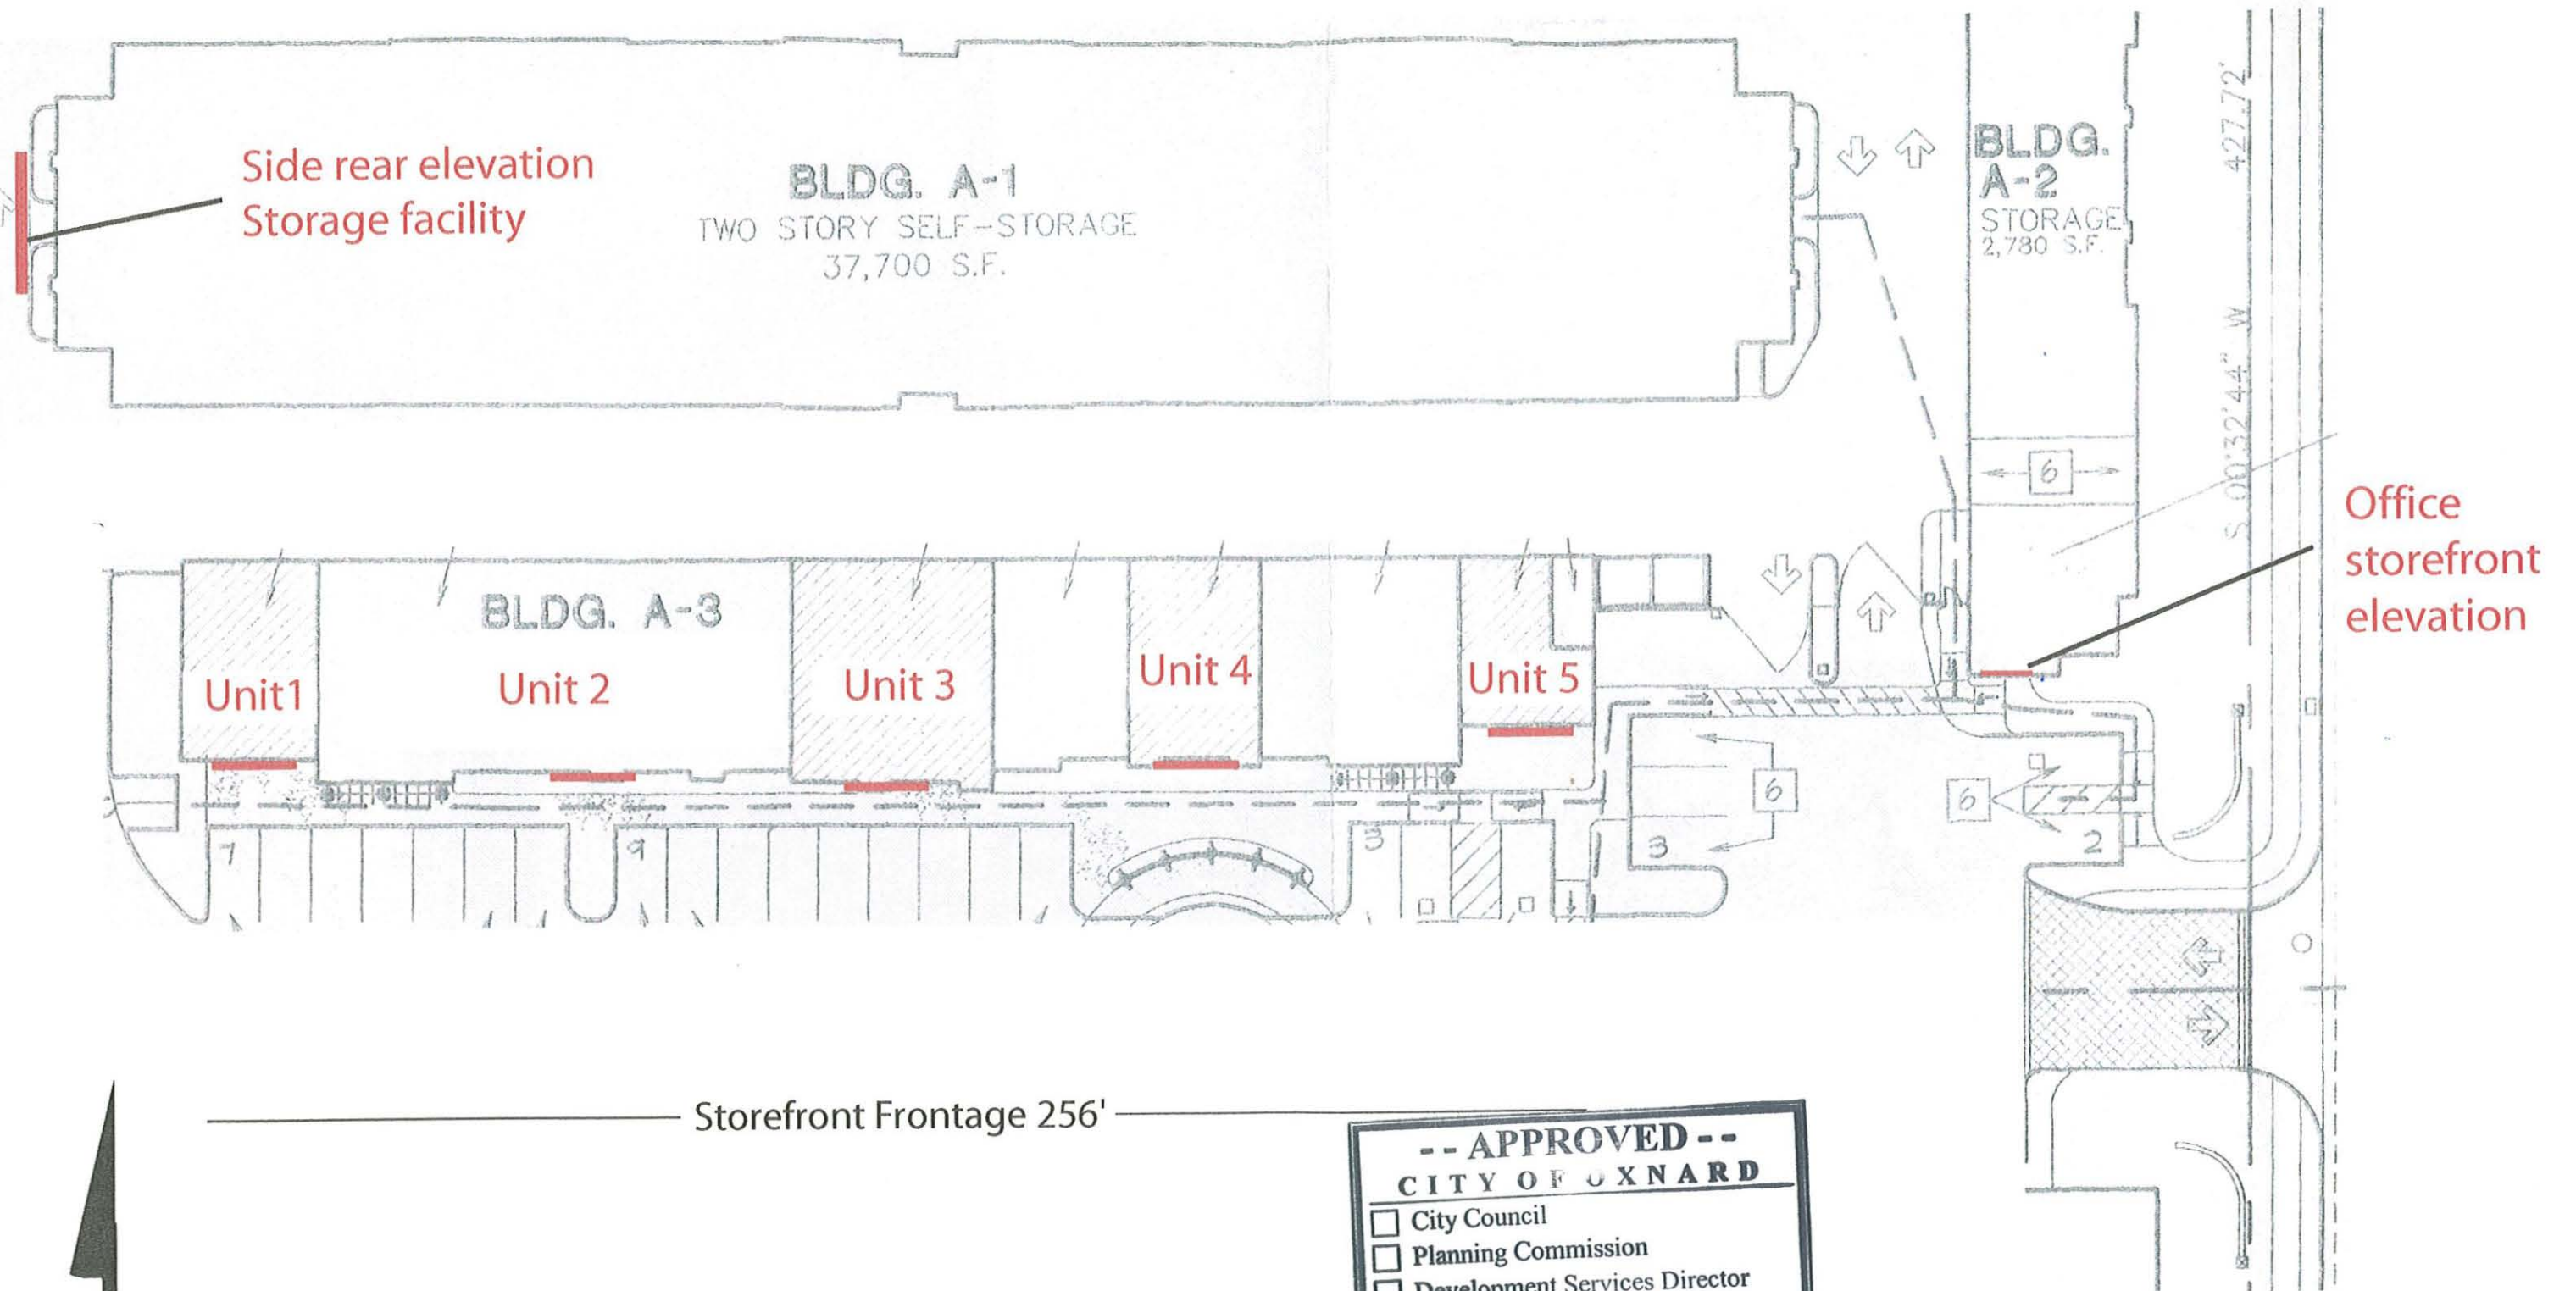 Side rear elevation
Storage facility
BLDG. A-1
TWO STORY SELF-STORAGE
37,700 S.F.
BLDG.
A-2
STORAGE
2,780 S.F.
427.72'
S 00°32'44" W
6
Office
storefront
elevation
BLDG. A-3
Unit1
Unit 2
Unit 3
Unit 4
Unit 5
6
6
7
9
3
3
2
Storefront Frontage 256'
-- APPROVED --
CITY OF OXNARD
City Council
Planning Commission
Development Services Director